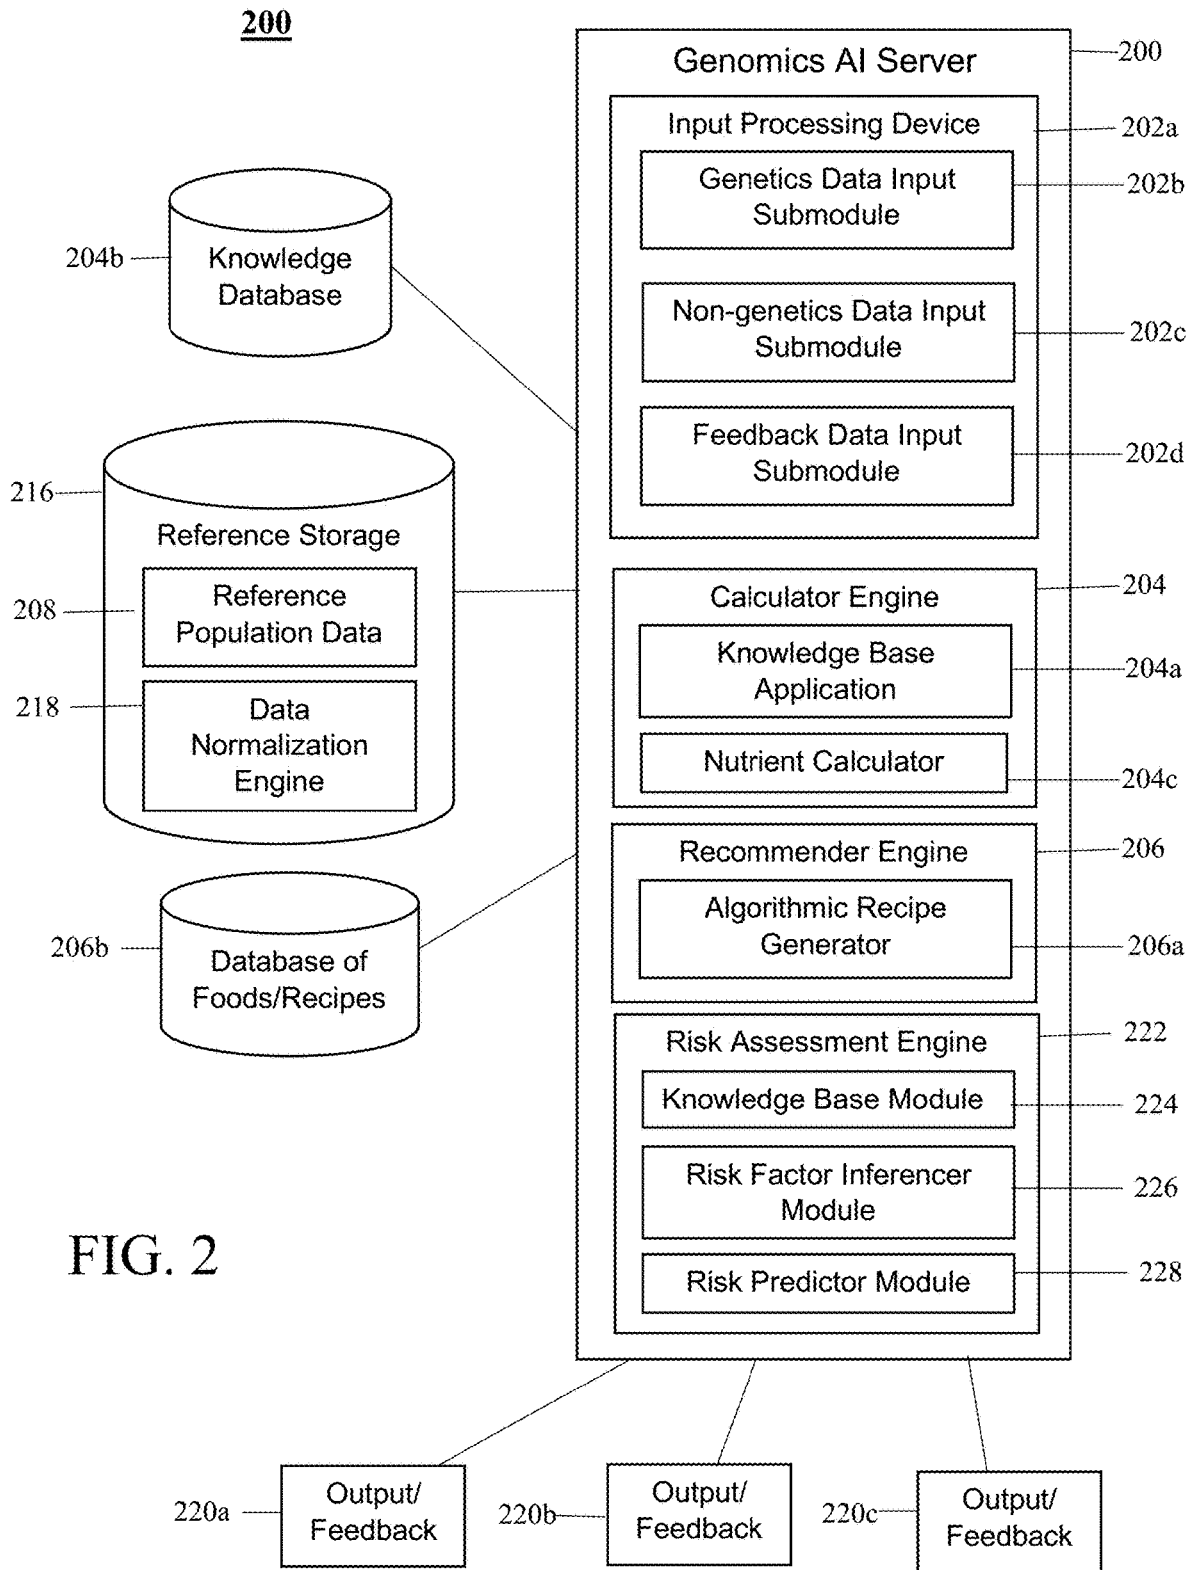 200
Genomics AI Server
200
Input Processing Device
202a
Genetics Data Input
Submodule
202b
Non-genetics Data Input
Submodule
202c
Feedback Data Input
Submodule
202d
204b
Knowledge
Database
216
Reference Storage
208
Reference
Population Data
218
Data
Normalization
Engine
206b
Database of
Foods/Recipes
Calculator Engine
204
Knowledge Base
Application
204a
Nutrient Calculator
204c
Recommender Engine
206
Algorithmic Recipe
Generator
206a
Risk Assessment Engine
222
Knowledge Base Module
224
Risk Factor Inferencer
Module
226
Risk Predictor Module
228
FIG. 2
220a
Output/
Feedback
220b
Output/
Feedback
220c
Output/
Feedback